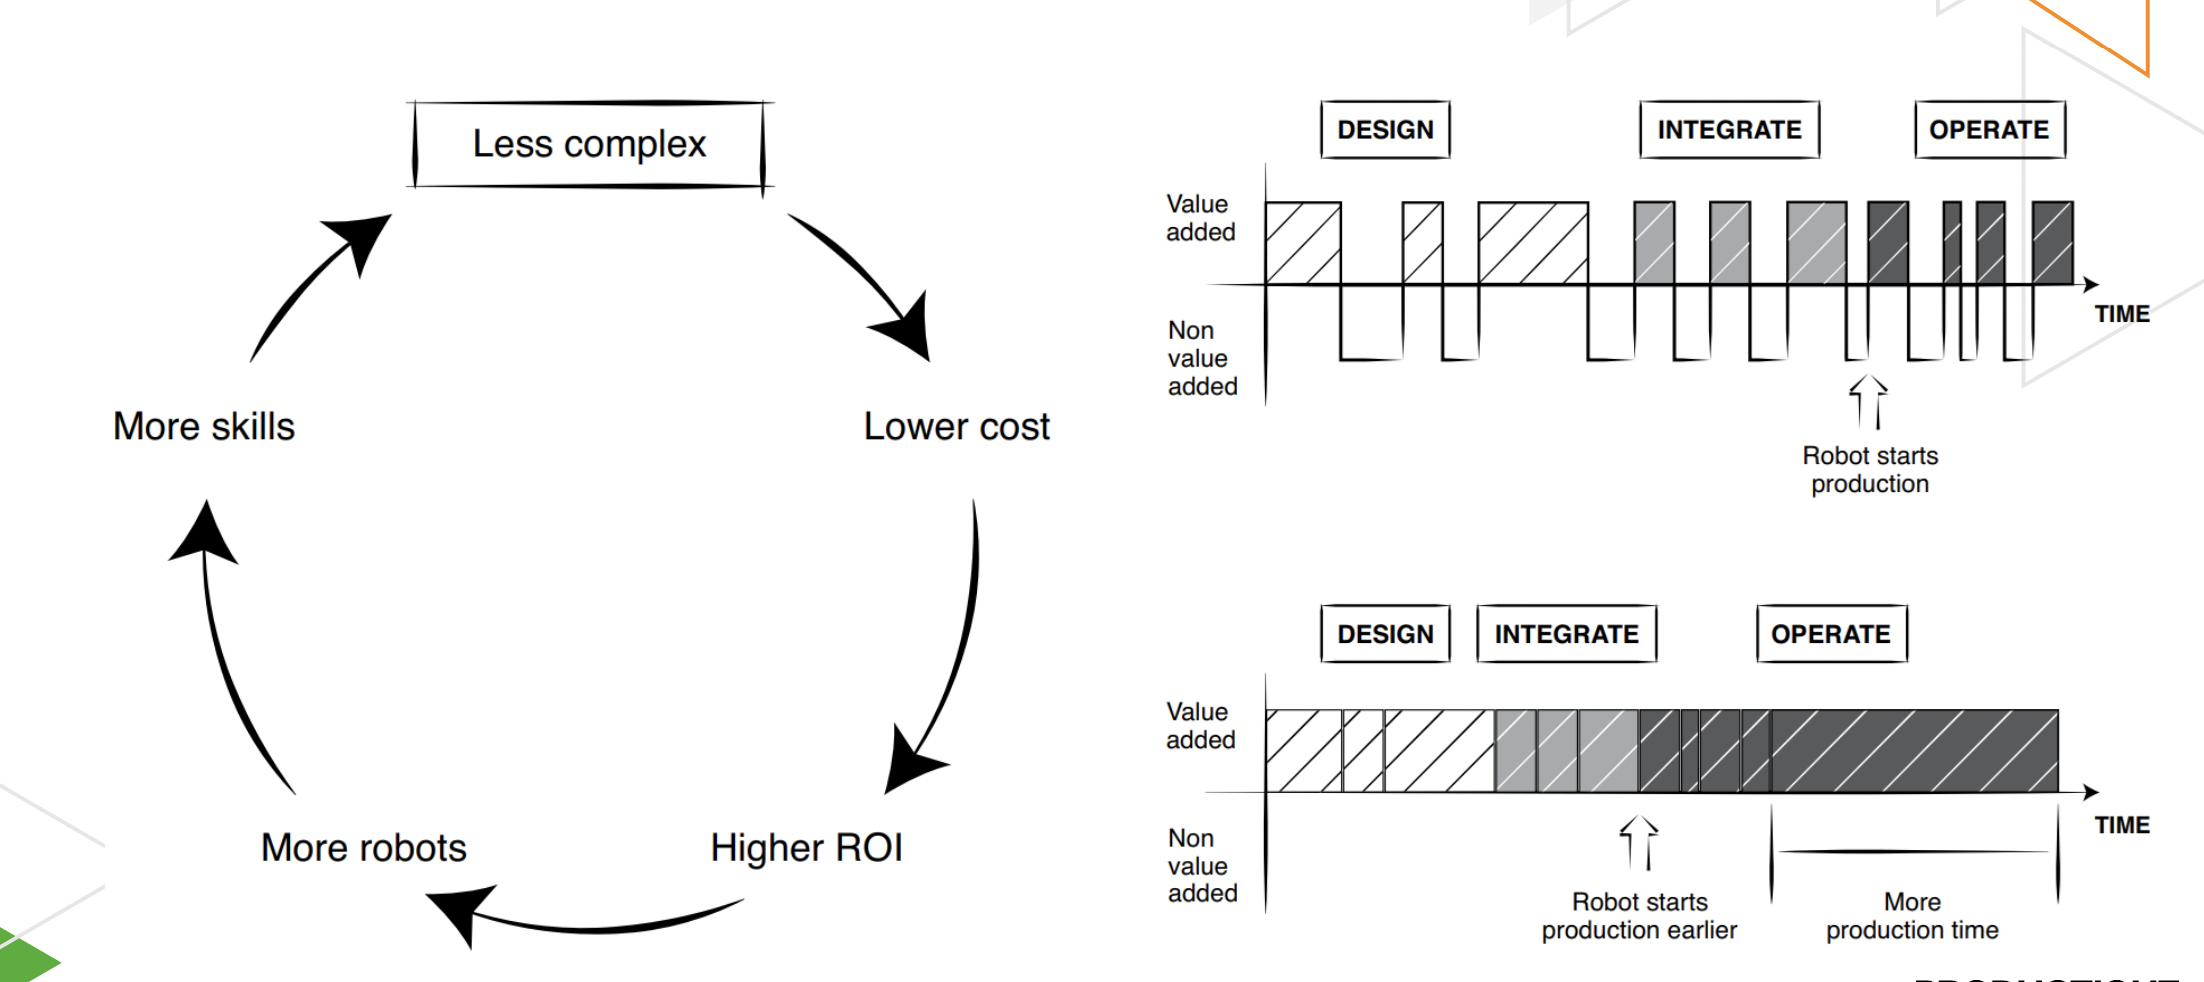 Less complex
Lower cost
Higher ROI
More robots
More skills
DESIGN
INTEGRATE
OPERATE
Value
added
Non
value
added
TIME
Robot starts
production
DESIGN
INTEGRATE
OPERATE
Value
added
Non
value
added
TIME
Robot starts
production earlier
More
production time